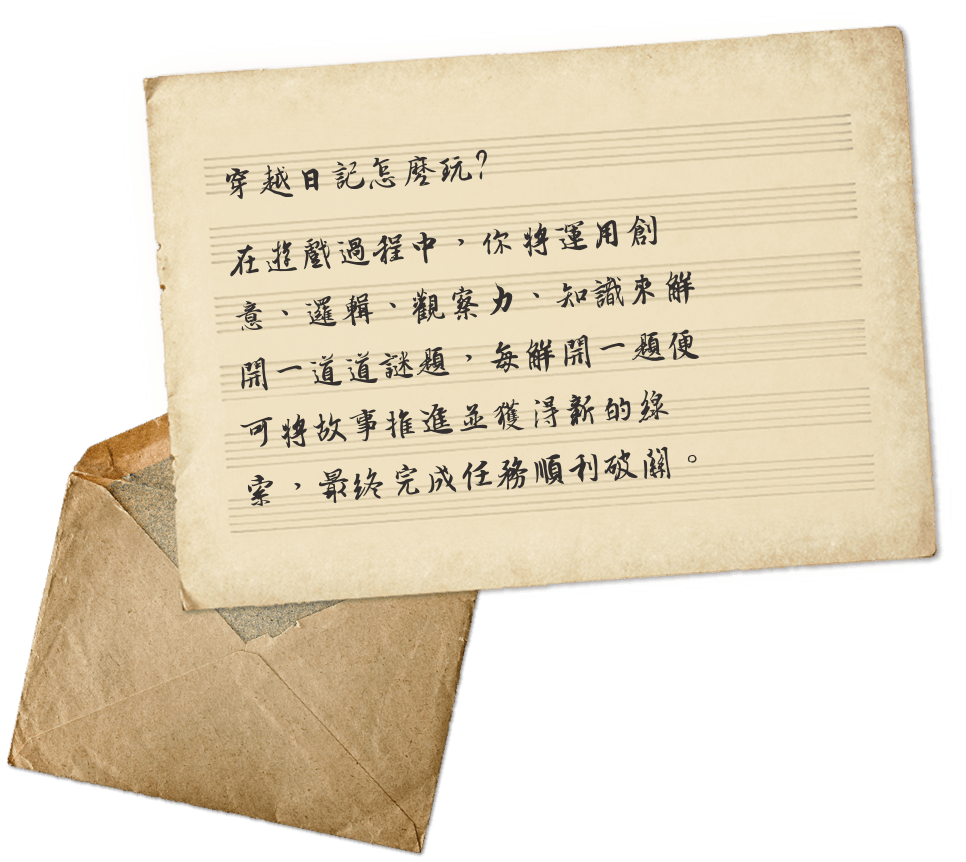 穿越日記怎麼玩?
在遊戲過程中，你將運用創
意、邏輯、觀察力、知識來解
開一道道謎題，每解開一題便
可將故事推進並獲得新的線
索，最終完成任務順利破關。